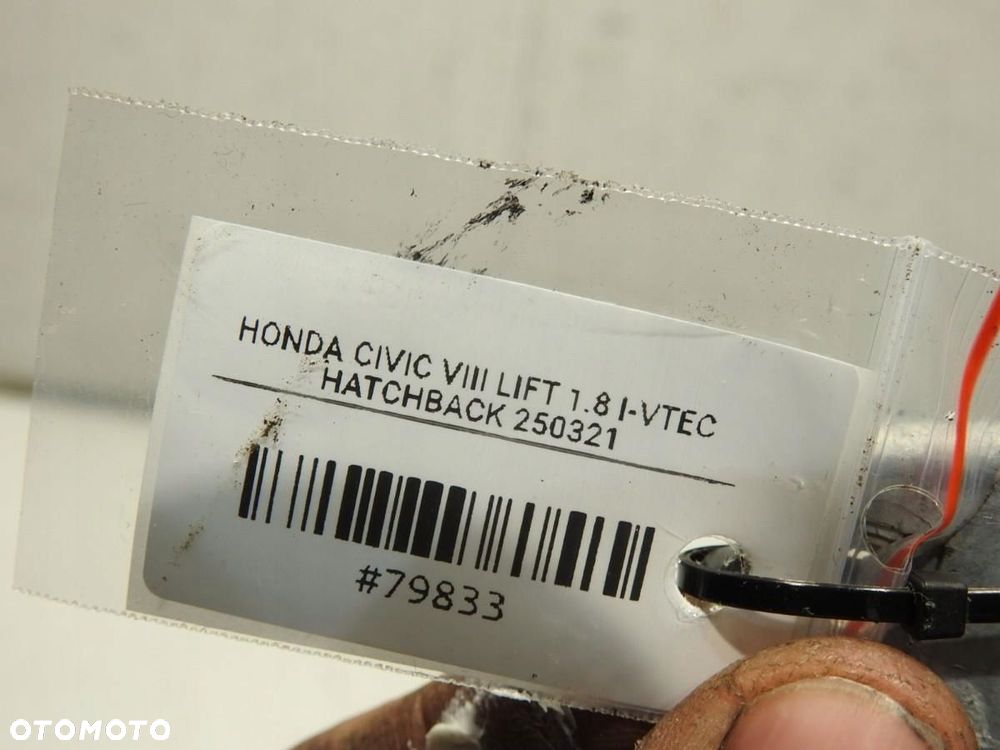 HONDA CIVIC VIII LIFT 1.8 I-VTEC
HATCHBACK 250321
#79833
OTOMOTO